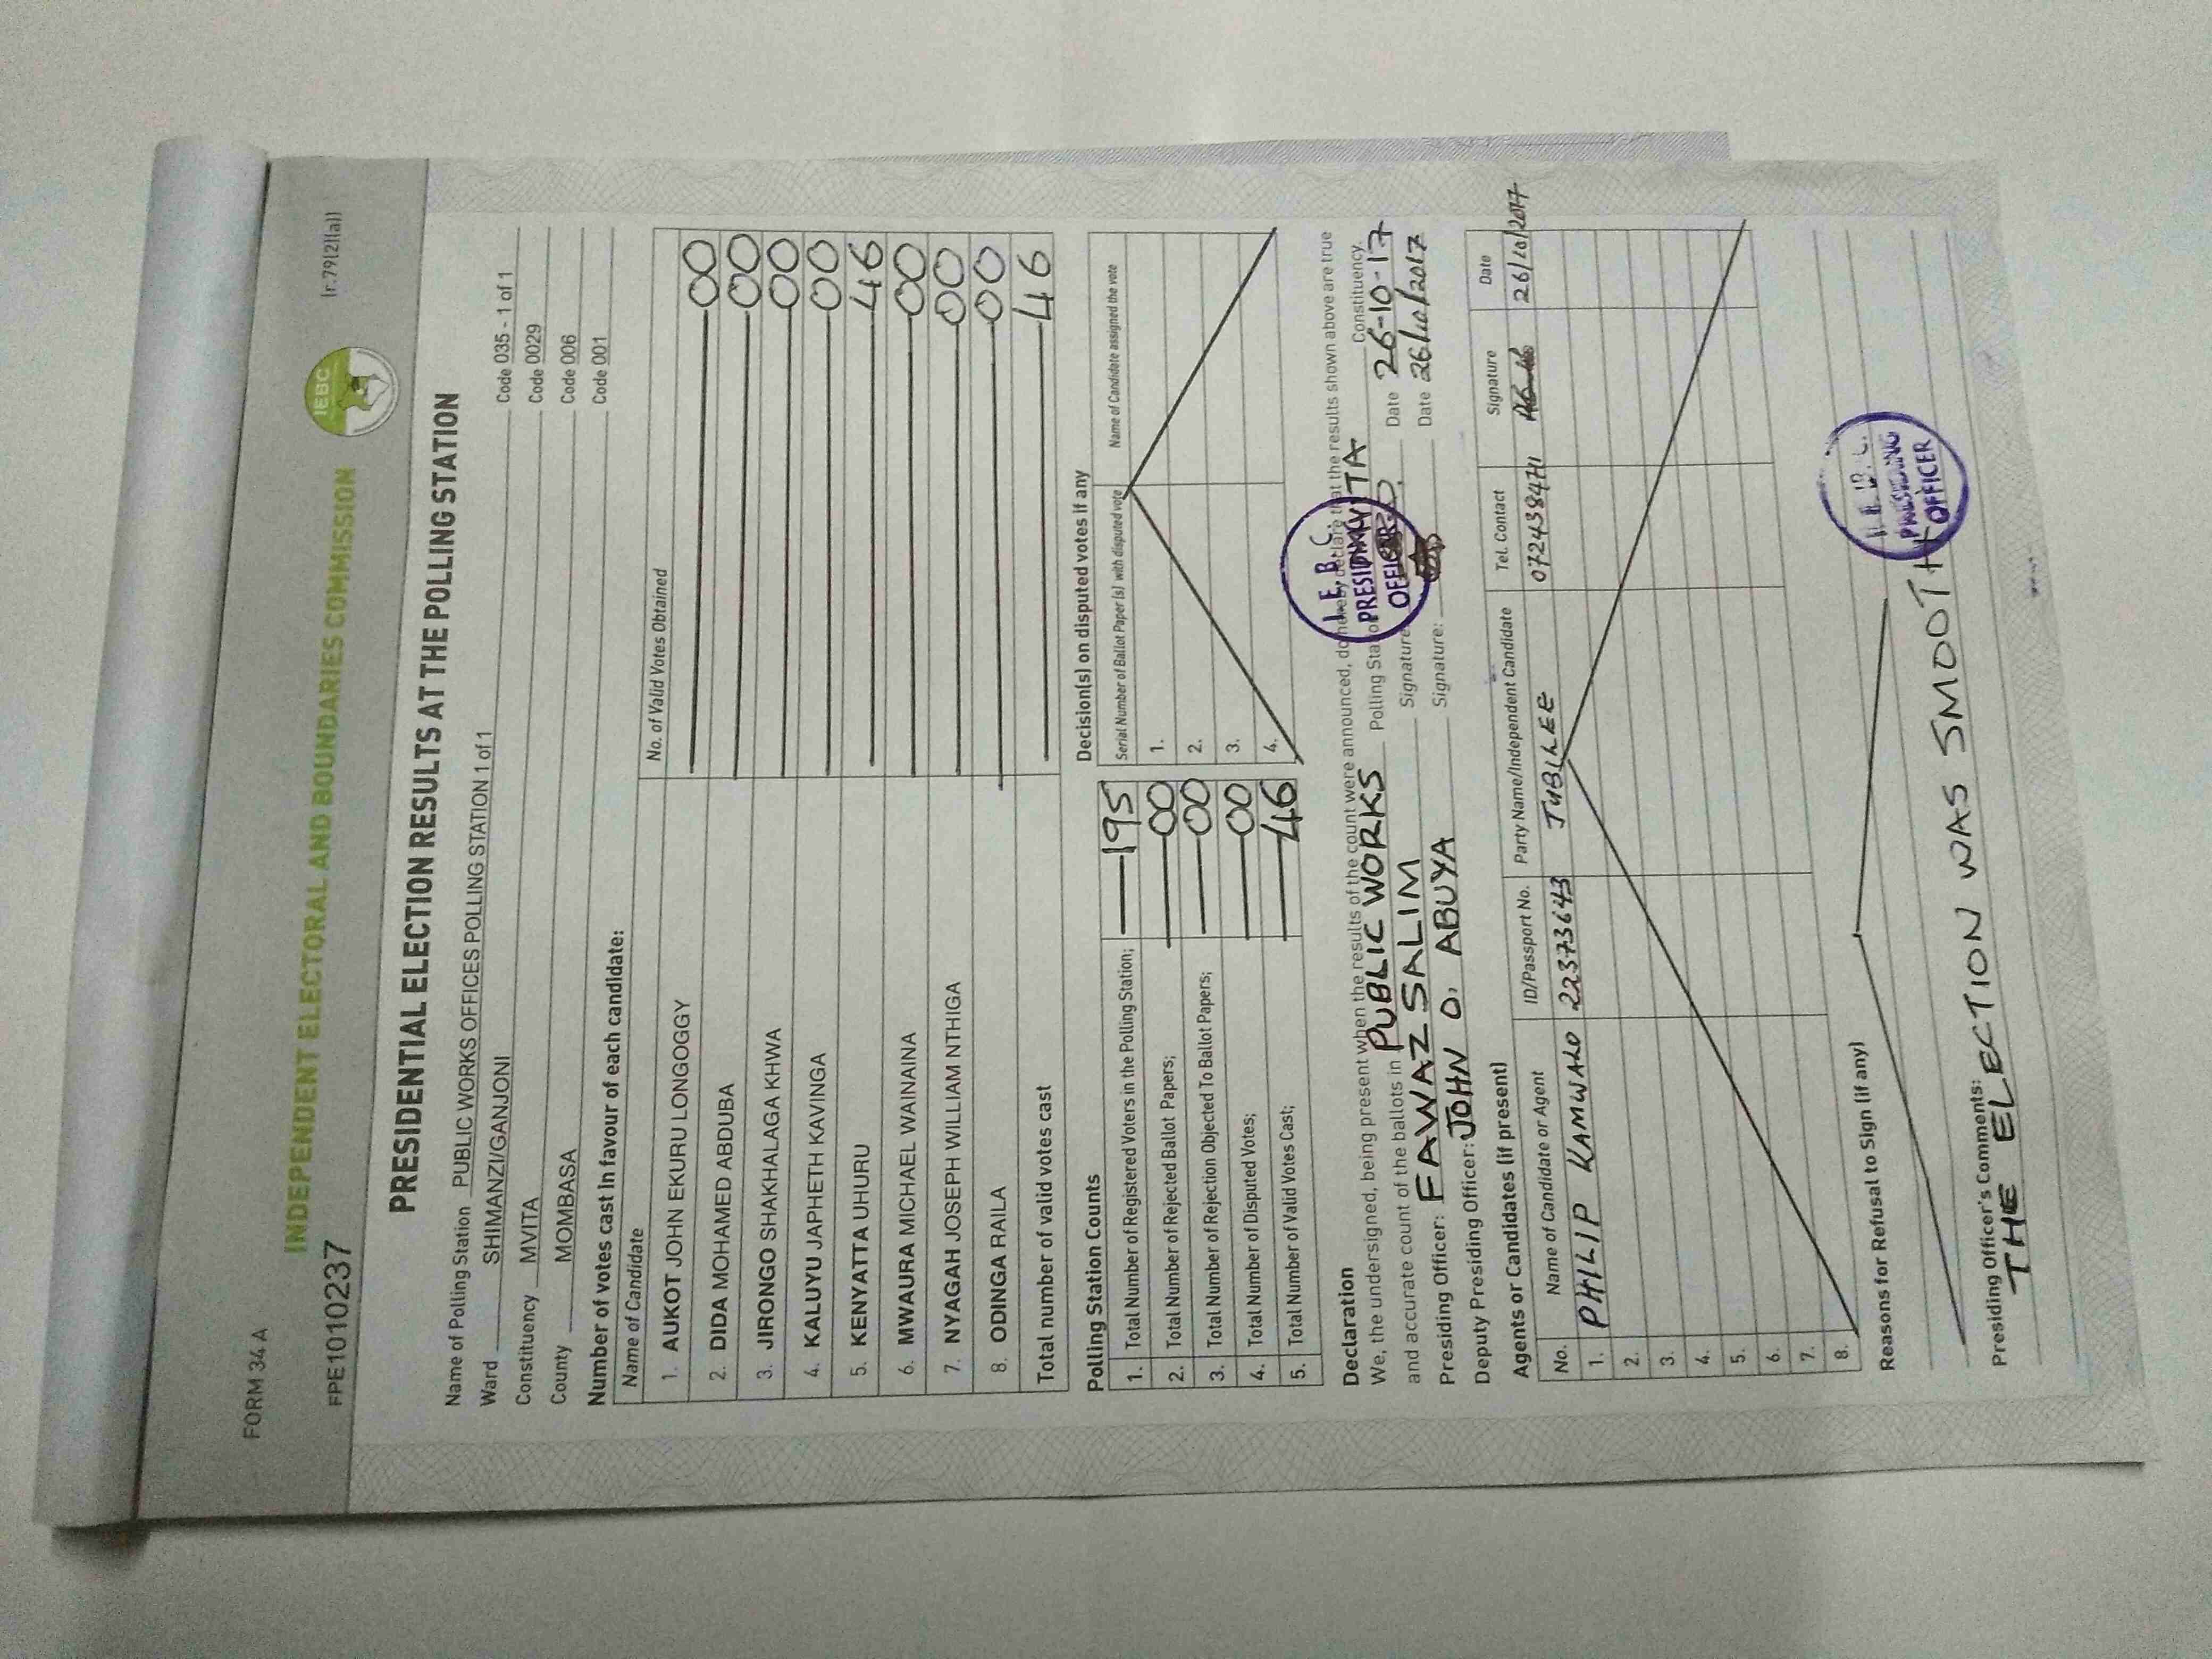 FORM 34 A
(r.79(2)(a))
IEBC
INDEPENDENT ELECTORAL AND BOUNDARIES COMMISSION
FPE1010237
PRESIDENTIAL ELECTION RESULTS AT THE POLLING STATION
Name of Polling Station PUBLIC WORKS OFFICES POLLING STATION 1 of 1 Code 035 - 1 of 1
Ward SHIMANZI/GANJONI Code 0029
Constituency MVITA Code 006
County MOMBASA Code 001
Number of votes cast In favour of each candidate:
Name of Candidate No. of Valid Votes Obtained
1. AUKOT JOHN EKURU LONGOGGY 00
2. DIDA MOHAMED ABDUBA 00
3. JIRONGO SHAKHALAGA KHWA 00
4. KALUYU JAPHETH KAVINGA 00
5. KENYATTA UHURU 46
6. MWAURA MICHAEL WAINAINA 00
7. NYAGAH JOSEPH WILLIAM NTHIGA 00
8. ODINGA RAILA 00
Total number of valid votes cast 46
Polling Station Counts
1. Total Number of Registered Voters in the Polling Station; 195
2. Total Number of Rejected Ballot Papers; 00
3. Total Number of Rejection Objected To Ballot Papers; 00
4. Total Number of Disputed Votes; 00
5. Total Number of Valid Votes Cast; 46
Decision(s) on disputed votes if any
Serial Number of Ballot Paper (s) with disputed vote Name of Candidate assigned the vote
1.
2.
3.
4.
Declaration
We, the undersigned, being present when the results of the count were announced, do hereby declare that the results shown above are true
and accurate count of the ballots in PUBLIC WORKS Polling Station MVITA Constituency.
Presiding Officer: FAWAZ SALIM Signature Date 26-10-17
Deputy Presiding Officer: JOHN O. ABUYA Signature: Date 26/10/2017
I. E. B. C.
PRESIDING
OFFICER
Agents or Candidates (if present)
No. Name of Candidate or Agent ID/Passport No. Party Name/Independent Candidate Tel. Contact Signature Date
1. PHILIP KAMWARO 22373643 JUBILEE 0724384711 26/10/2017
2.
3.
4.
5.
6.
7.
8.
Reasons for Refusal to Sign (if any)
I. E. B. C.
PRESIDING
OFFICER
Presiding Officer's Comments:
THE ELECTION WAS SMOOTH